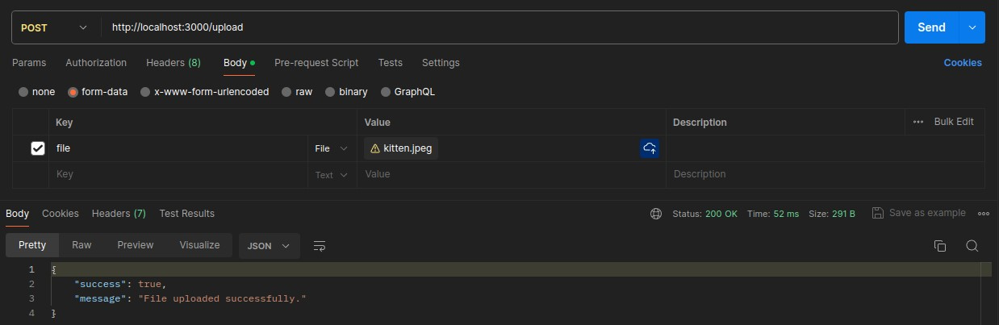 POST http://localhost:3000/upload Send
Params Authorization Headers (8) Body Pre-request Script Tests Settings Cookies
none form-data x-www-form-urlencoded raw binary GraphQL
Key Value Description ••• Bulk Edit
file File kitten.jpeg
Key Text Value Description
Body Cookies Headers (7) Test Results Status: 200 OK Time: 52 ms Size: 291 B Save as example
Pretty Raw Preview Visualize JSON
1 {
2 "success": true,
3 "message": "File uploaded successfully."
4 }